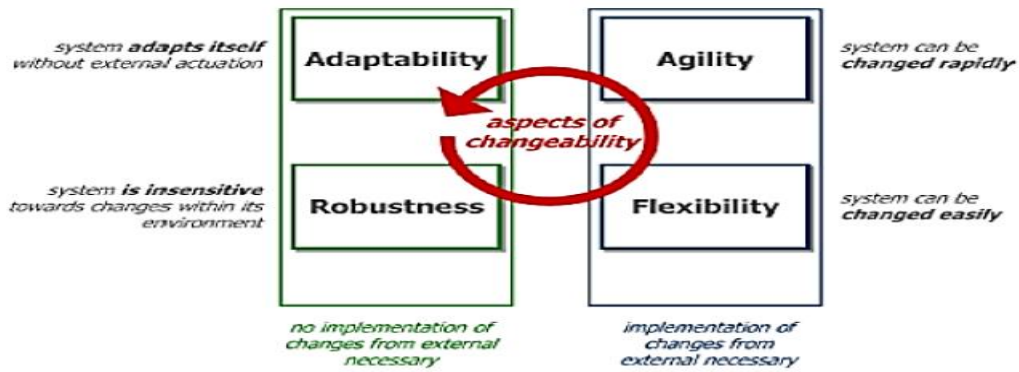 system adapts itself
without external actuation
Adaptability
Agility
system can be
changed rapidly
aspects of
changeability
system is insensitive
towards changes within its
environment
Robustness
Flexibility
system can be
changed easily
no implementation of
changes from external
necessary
implementation of
changes from
external necessary